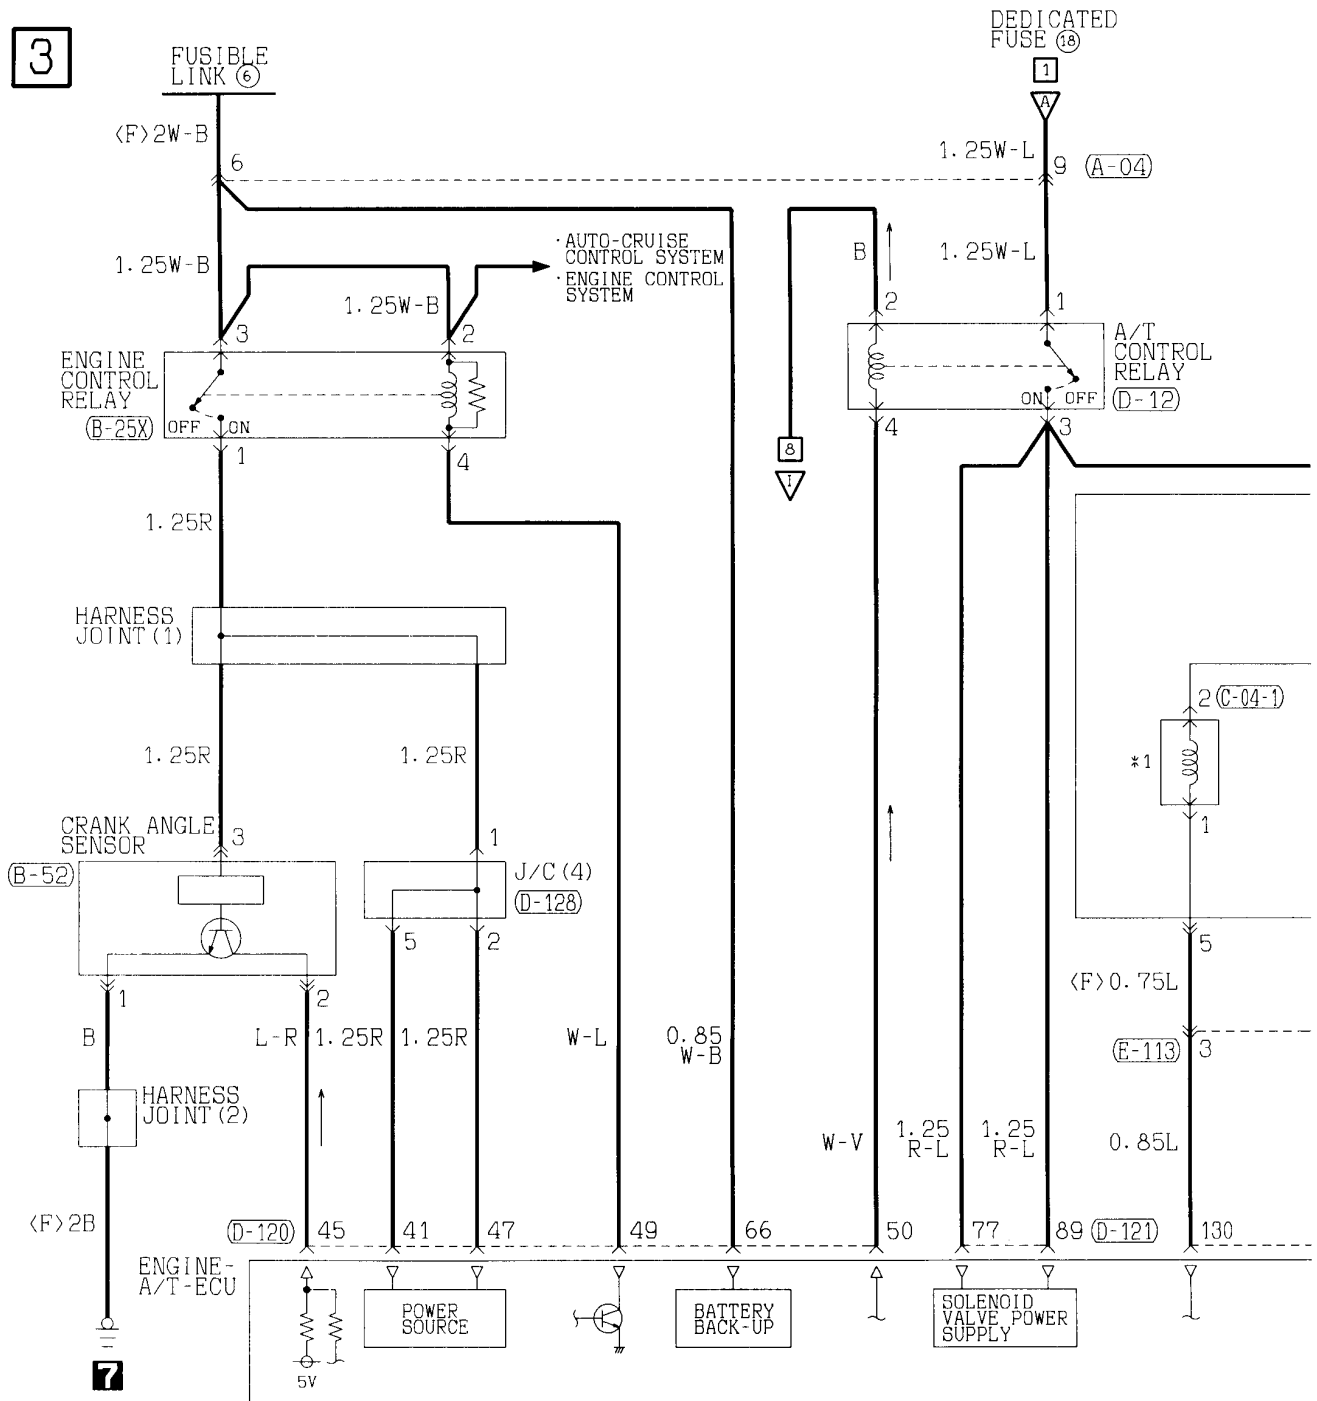 3
FUSIBLE
LINK ⑥
DEDICATED
FUSE ⑱
1
A
<F>2W-B
6
1.25W-L
9
A-04
1.25W-B
· AUTO-CRUISE
CONTROL SYSTEM
· ENGINE CONTROL
SYSTEM
B
1.25W-L
1.25W-B
3
2
2
1
ENGINE
CONTROL
RELAY
B-25X
OFF
ON
A/T
CONTROL
RELAY
D-12
ON
OFF
1
4
8
I
4
3
1.25R
HARNESS
JOINT(1)
2
C-04-1
*1
1
1.25R
1.25R
CRANK ANGLE
SENSOR
3
B-52
1
J/C(4)
D-128
5
2
5
1
2
<F>0.75L
B
L-R
1.25R
1.25R
W-L
0.85
W-B
E-113
3
HARNESS
JOINT(2)
W-V
1.25
R-L
1.25
R-L
0.85L
<F>2B
D-120
45
41
47
49
66
50
77
89
D-121
130
ENGINE-
A/T-ECU
POWER
SOURCE
BATTERY
BACK-UP
SOLENOID
VALVE POWER
SUPPLY
5V
7